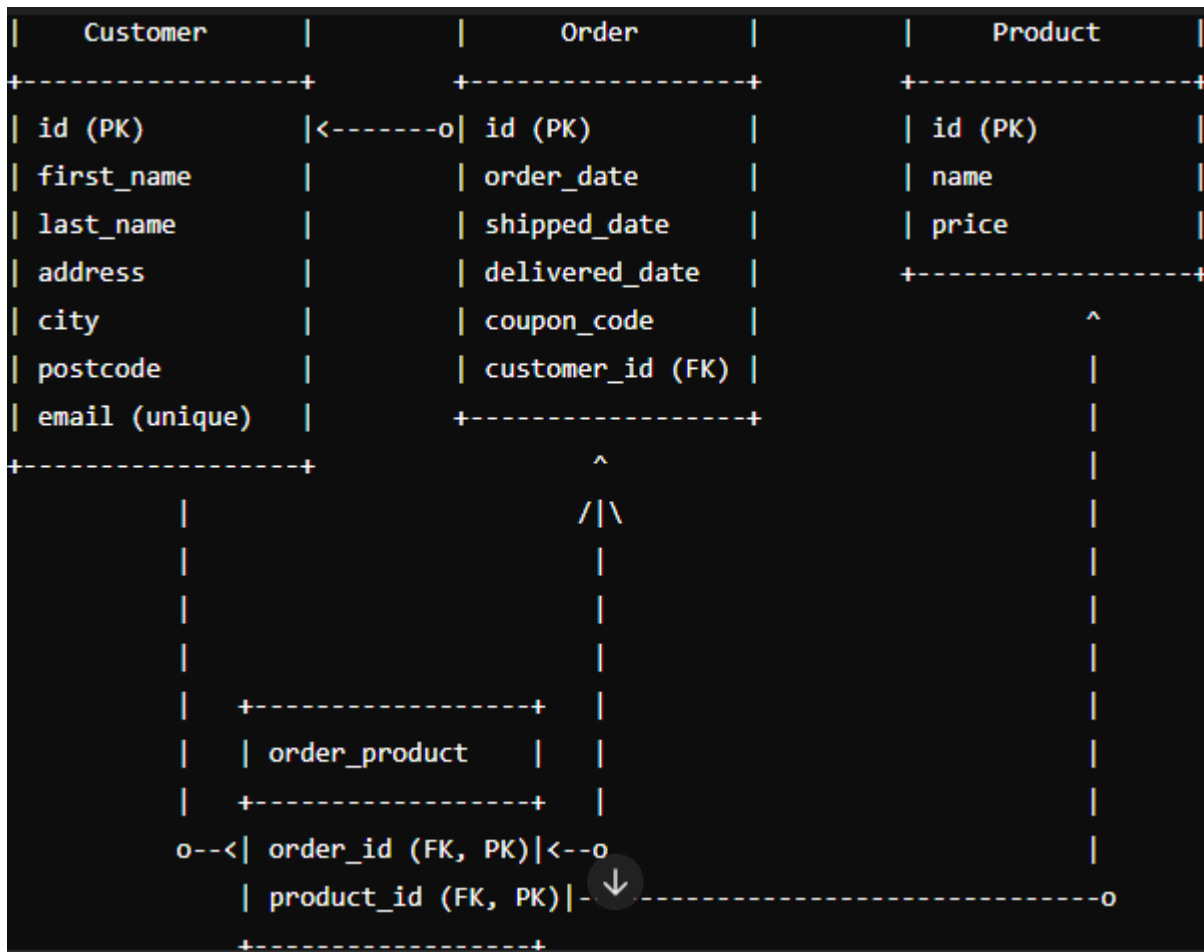 Customer Order Product
id (PK) id (PK) id (PK)
first_name order_date name
last_name shipped_date price
address delivered_date
city coupon_code
postcode customer_id (FK)
email (unique)
order_product
order_id (FK, PK)
product_id (FK, PK)